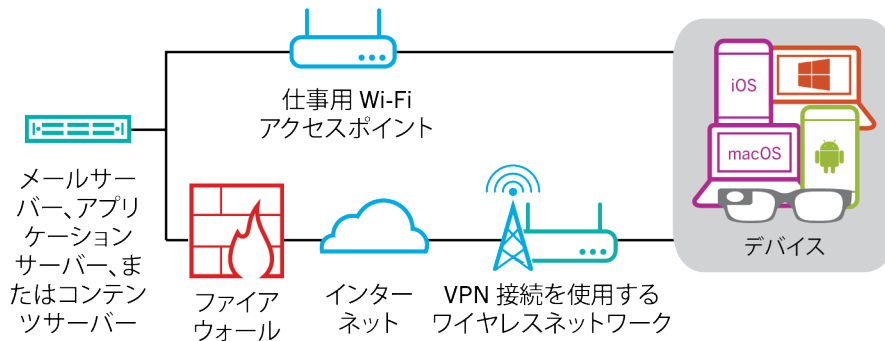 仕事用 Wi-Fi
アクセスポイント
iOS
macOS
デバイス
メールサー
バー、アプリ
ケーション
サーバー、ま
たはコンテン
ツサーバー
ファイア
ウォール
インター
ネット
VPN 接続を使用する
ワイヤレスネットワーク